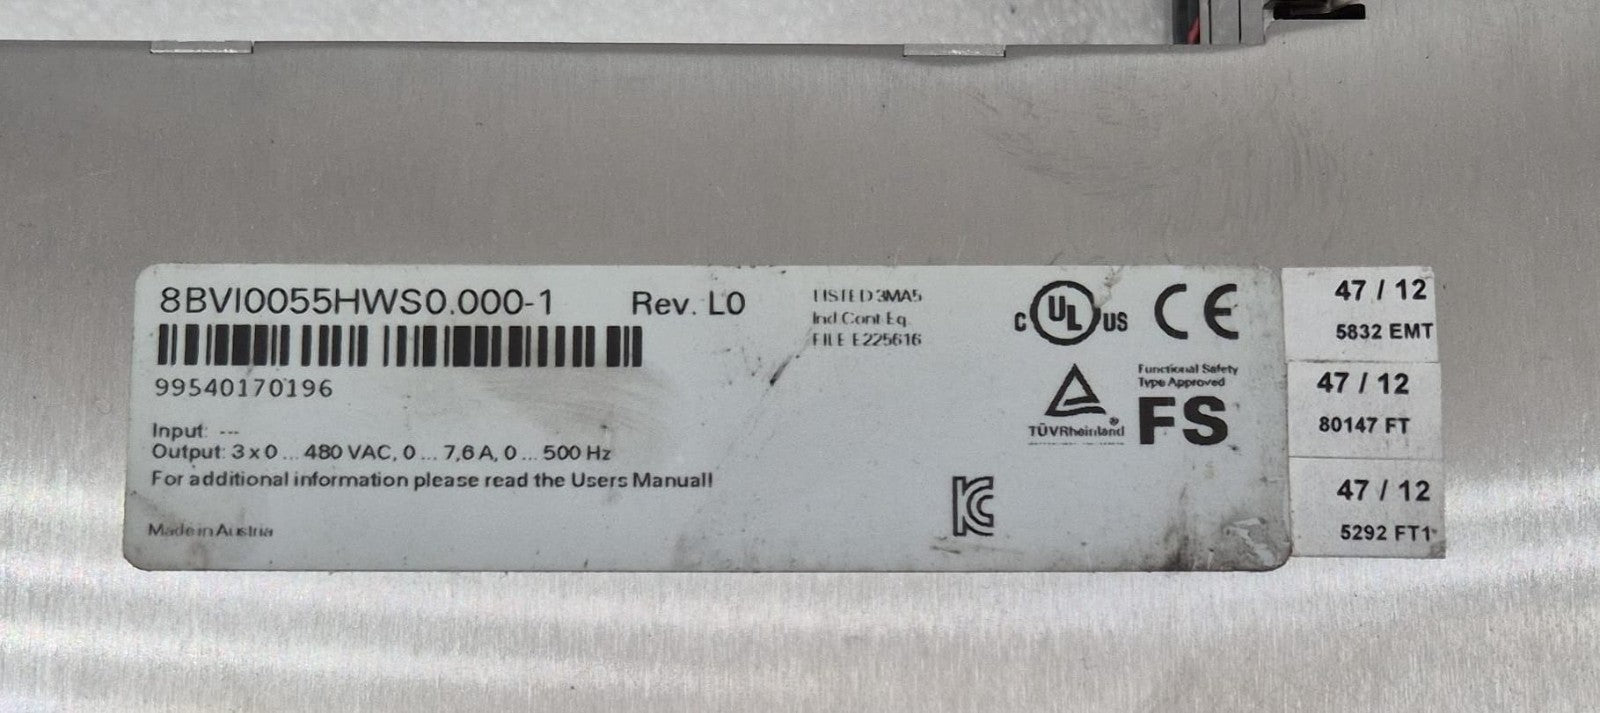 8BVI0055HWS0.000-1 Rev. L0
99540170196
Input: ---
Output: 3 x 0 ... 480 VAC, 0 ... 7,6 A, 0 ... 500 Hz
For additional information please read the Users Manual!
Made in Austria
LISTED 3MA5
Ind Cont Eq.
FILE E225616
C UL US CE
Functional Safety
Type Approved
TÜVRheinland®
FS
KC
47 / 12
5832 EMT
47 / 12
80147 FT
47 / 12
5292 FT1